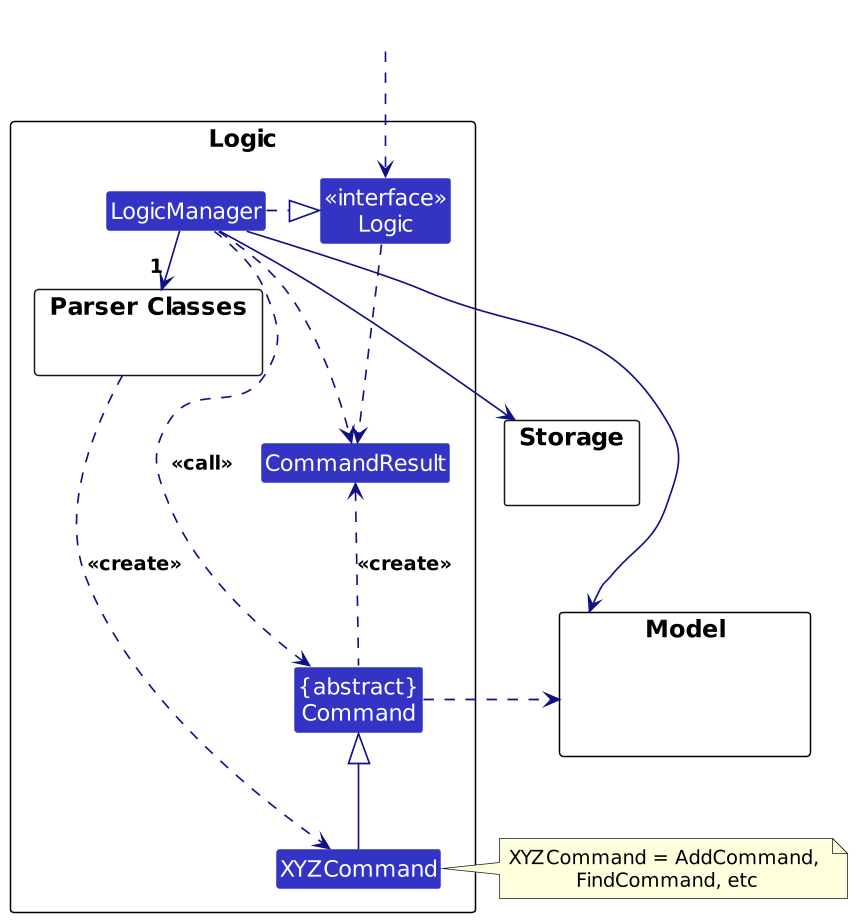 Logic
«interface»
Logic
LogicManager
1
Parser Classes
Storage
CommandResult
«call»
«create»
«create»
Model
{abstract}
Command
XYZCommand
XYZCommand = AddCommand,
FindCommand, etc